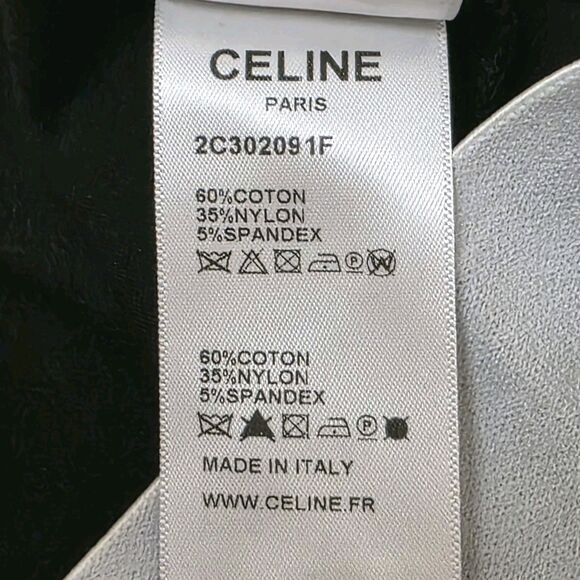 CELINE
PARIS
2C302091F
60%COTON
35%NYLON
5%SPANDEX
P W
60%COTON
35%NYLON
5%SPANDEX
P
MADE IN ITALY
WWW.CELINE.FR